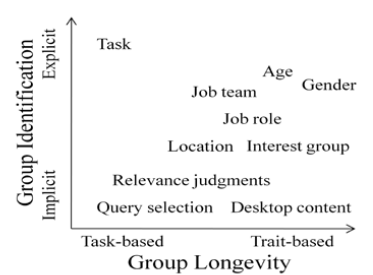 Group Identification
Explicit
Implicit
Task
Age
Gender
Job team
Job role
Location
Interest group
Relevance judgments
Query selection
Desktop content
Task-based
Trait-based
Group Longevity